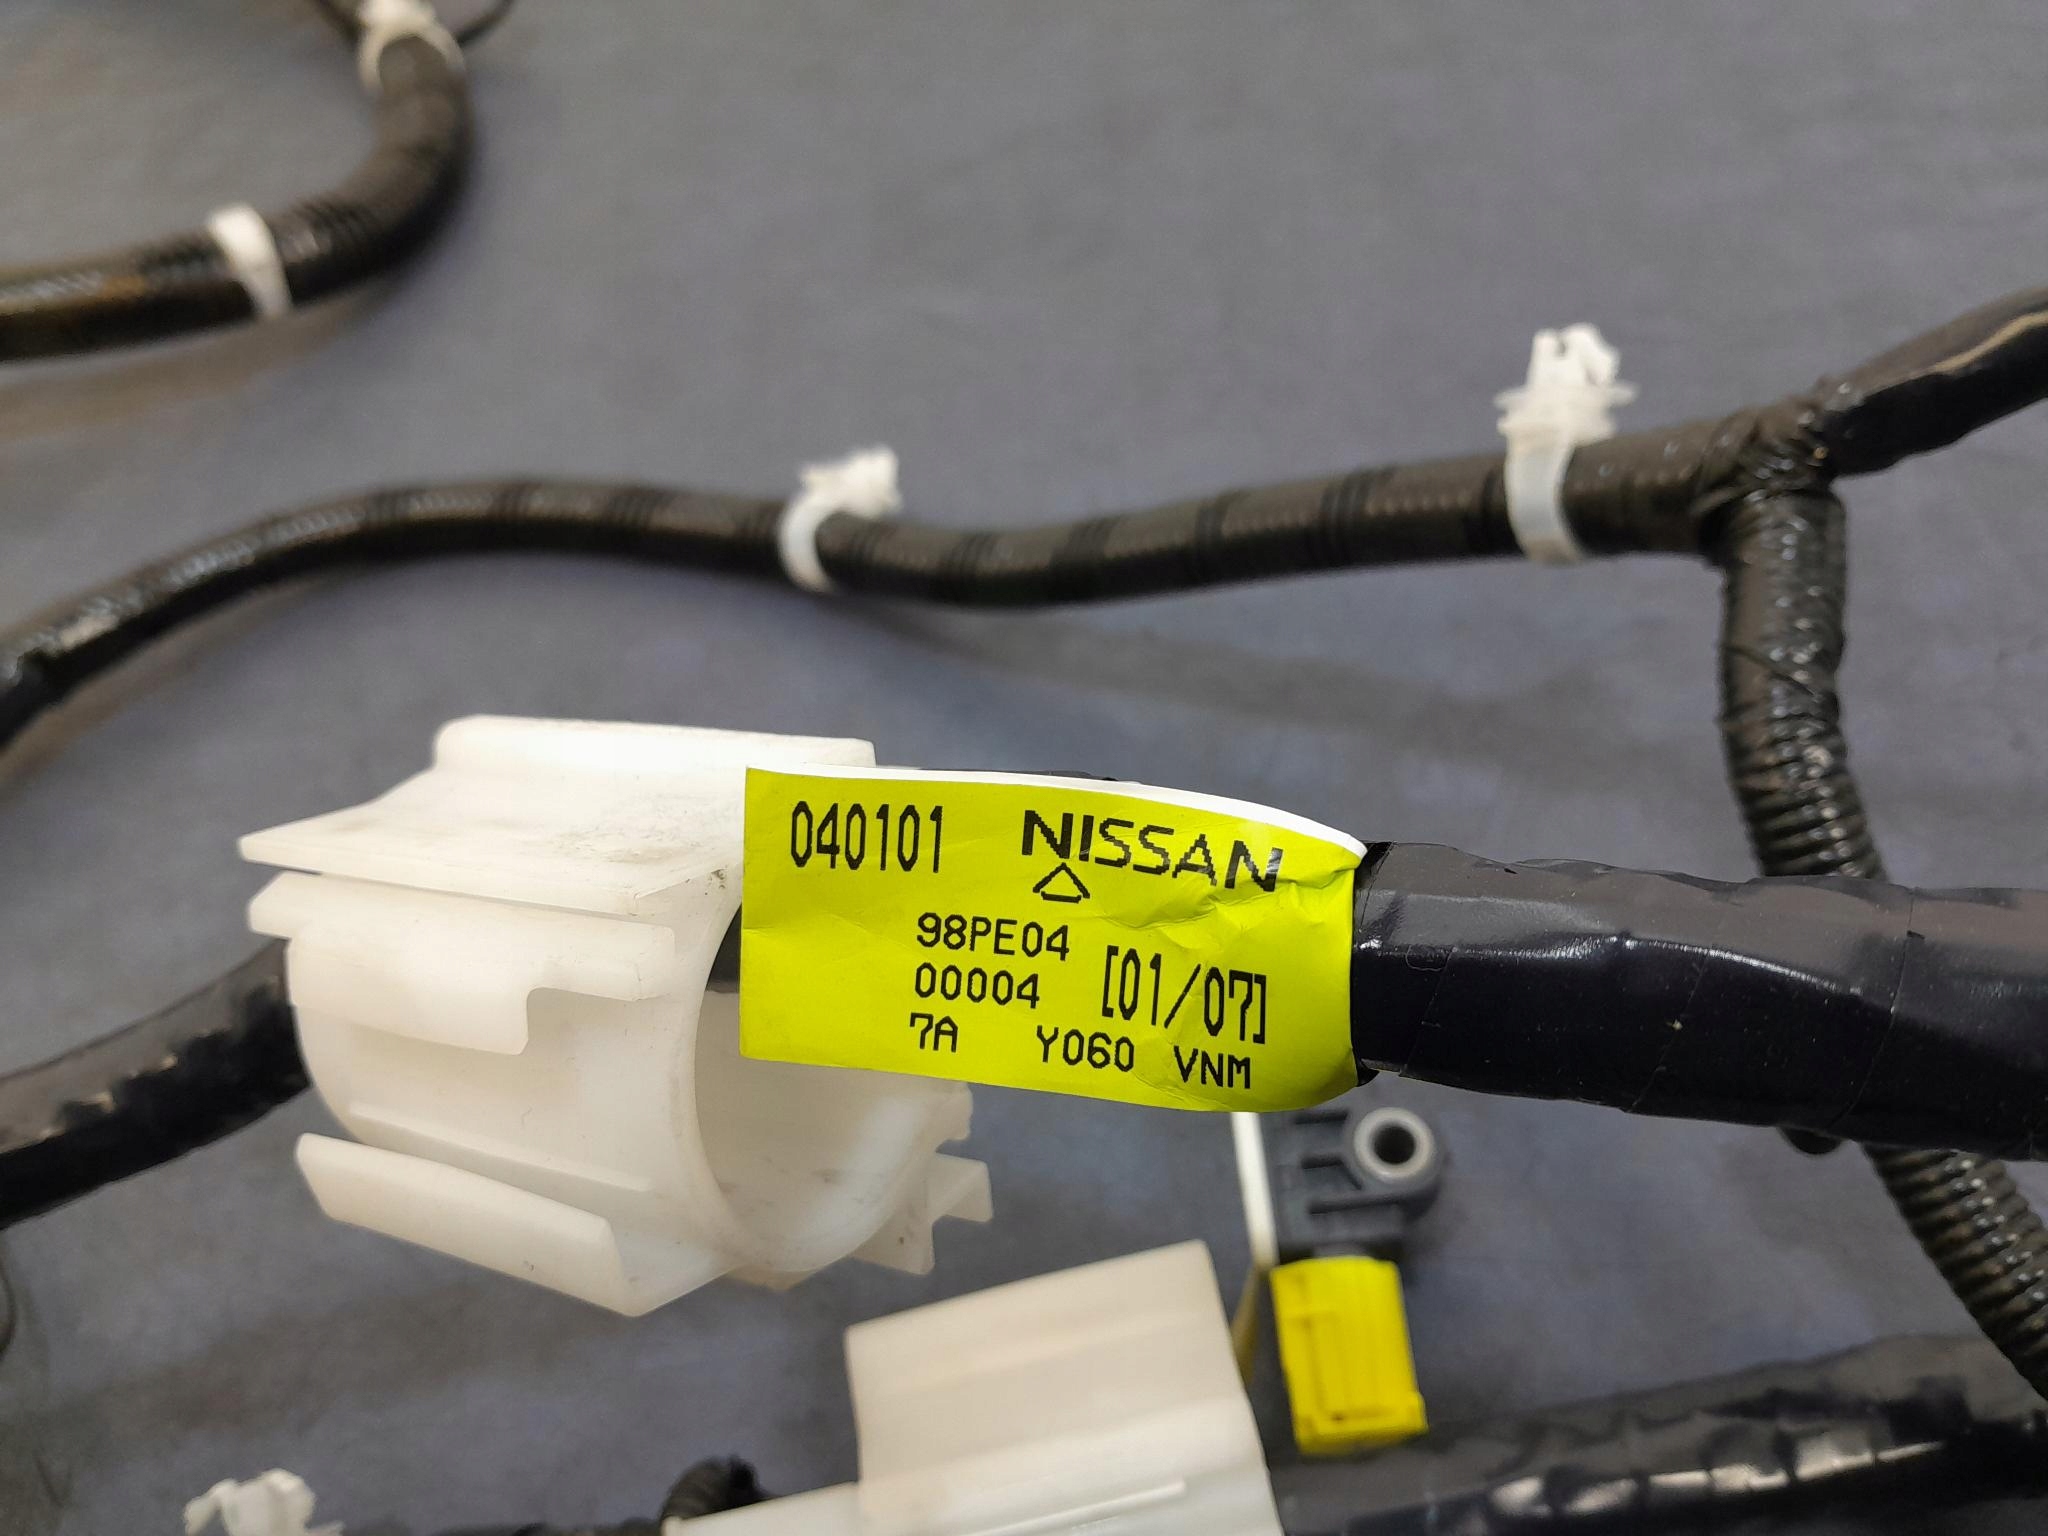 040101 NISSAN
98PE04
00004 [01/07]
7A Y060 VNM